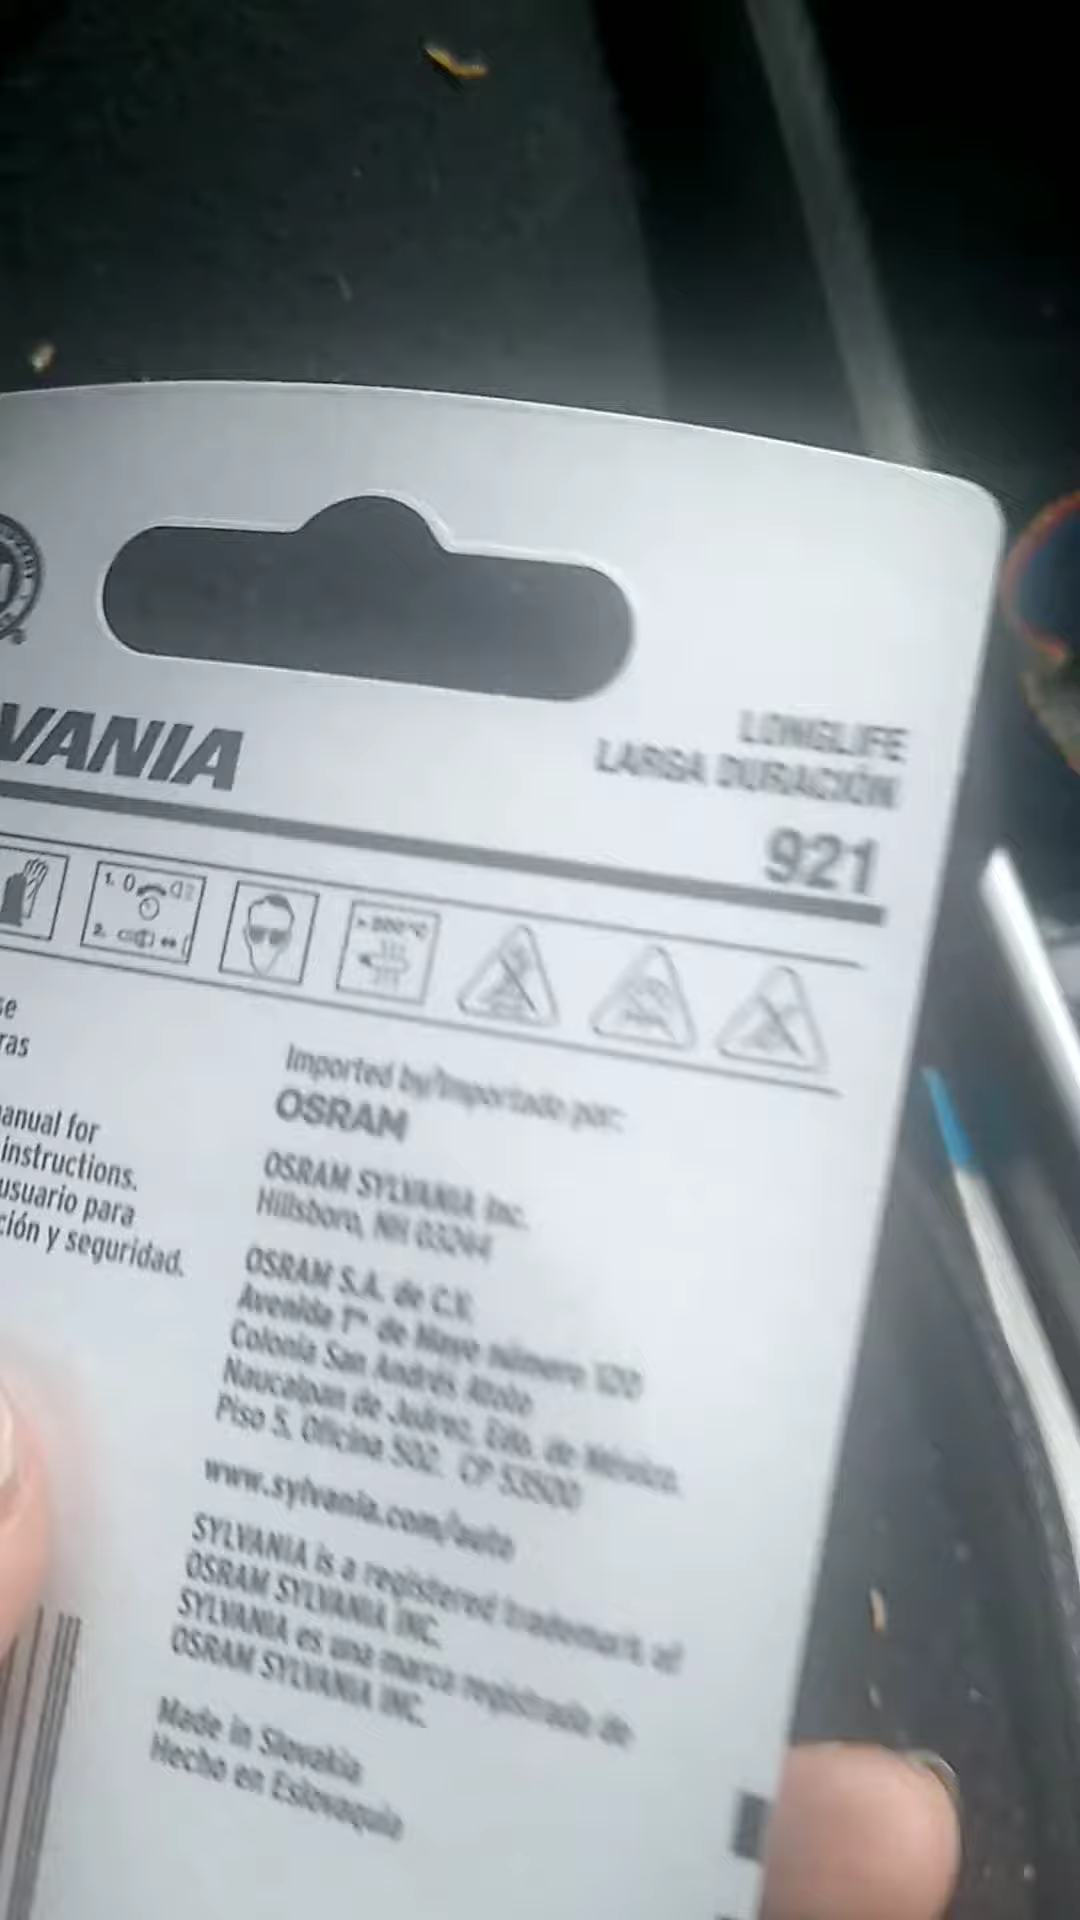 VANIA
LONGLIFE
LARGA DURACIÓN
921
1. 0
2.
se
ras
anual for
instructions.
usuario para
ción y seguridad.
Imported by/Importado por:
OSRAM
OSRAM SYLVANIA Inc.
Hillsboro, NH 03244
OSRAM S.A. de C.V.
Avenida 1º de Mayo número 120
Colonia San Andrés Atoto
Naucalpan de Juárez, Edo. de México.
Piso 5, Oficina 502. CP 53500
www.sylvania.com/auto
SYLVANIA is a registered trademark of
OSRAM SYLVANIA INC.
SYLVANIA es una marca registrada de
OSRAM SYLVANIA INC.
Made in Slovakia
Hecho en Eslovaquia